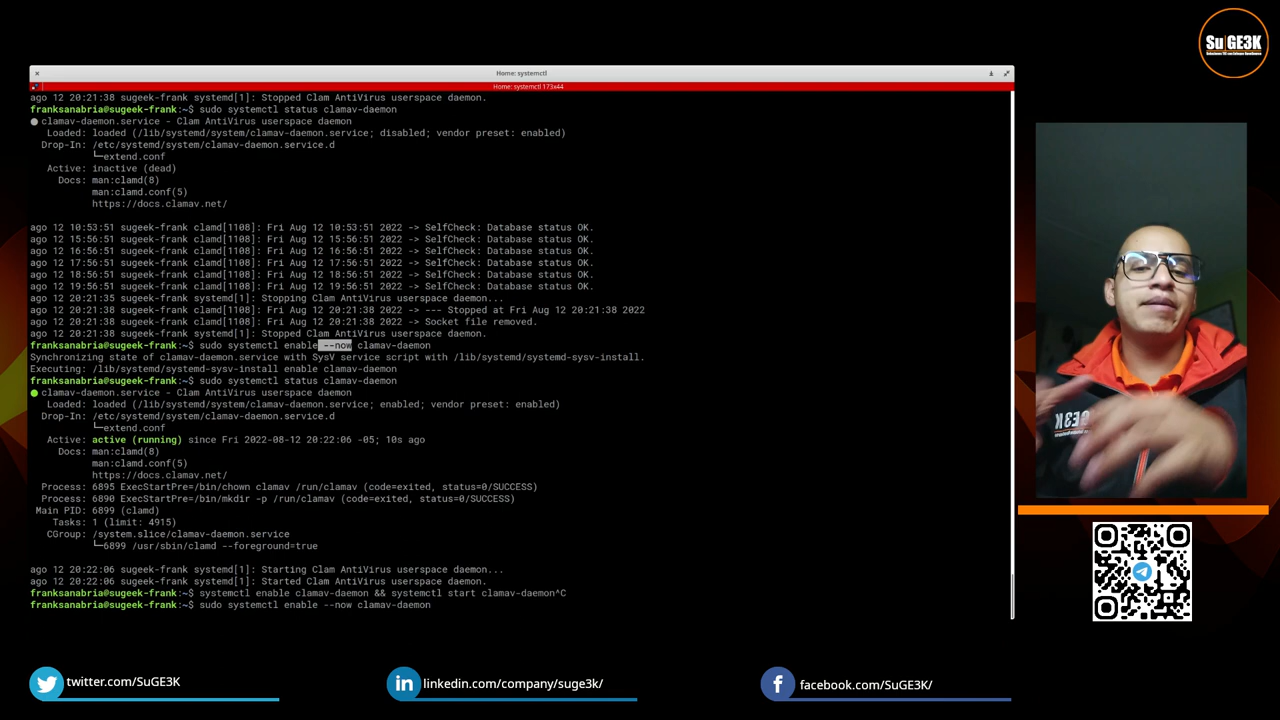 SuGE3K
Home: systemctl
Home: systemctl 173x44
ago 12 20:21:38 sugeek-frank systemd[1]: Stopped Clam AntiVirus userspace daemon.
franksanabria@sugeek-frank:~$ sudo systemctl status clamav-daemon
● clamav-daemon.service - Clam AntiVirus userspace daemon
Loaded: loaded (/lib/systemd/system/clamav-daemon.service; disabled; vendor preset: enabled)
Drop-In: /etc/systemd/system/clamav-daemon.service.d
└─extend.conf
Active: inactive (dead)
Docs: man:clamd(8)
man:clamd.conf(5)
https://docs.clamav.net/
ago 12 10:53:51 sugeek-frank clamd[1108]: Fri Aug 12 10:53:51 2022 -> SelfCheck: Database status OK.
ago 12 15:56:51 sugeek-frank clamd[1108]: Fri Aug 12 15:56:51 2022 -> SelfCheck: Database status OK.
ago 12 16:56:51 sugeek-frank clamd[1108]: Fri Aug 12 16:56:51 2022 -> SelfCheck: Database status OK.
ago 12 17:56:51 sugeek-frank clamd[1108]: Fri Aug 12 17:56:51 2022 -> SelfCheck: Database status OK.
ago 12 18:56:51 sugeek-frank clamd[1108]: Fri Aug 12 18:56:51 2022 -> SelfCheck: Database status OK.
ago 12 19:56:51 sugeek-frank clamd[1108]: Fri Aug 12 19:56:51 2022 -> SelfCheck: Database status OK.
ago 12 20:21:35 sugeek-frank systemd[1]: Stopping Clam AntiVirus userspace daemon...
ago 12 20:21:38 sugeek-frank clamd[1108]: Fri Aug 12 20:21:38 2022 -> --- Stopped at Fri Aug 12 20:21:38 2022
ago 12 20:21:38 sugeek-frank clamd[1108]: Fri Aug 12 20:21:38 2022 -> Socket file removed.
ago 12 20:21:38 sugeek-frank systemd[1]: Stopped Clam AntiVirus userspace daemon.
franksanabria@sugeek-frank:~$ sudo systemctl enable --now clamav-daemon
Synchronizing state of clamav-daemon.service with SysV service script with /lib/systemd/systemd-sysv-install.
Executing: /lib/systemd/systemd-sysv-install enable clamav-daemon
franksanabria@sugeek-frank:~$ sudo systemctl status clamav-daemon
● clamav-daemon.service - Clam AntiVirus userspace daemon
Loaded: loaded (/lib/systemd/system/clamav-daemon.service; enabled; vendor preset: enabled)
Drop-In: /etc/systemd/system/clamav-daemon.service.d
└─extend.conf
Active: active (running) since Fri 2022-08-12 20:22:06 -05; 10s ago
Docs: man:clamd(8)
man:clamd.conf(5)
https://docs.clamav.net/
Process: 6895 ExecStartPre=/bin/chown clamav /run/clamav (code=exited, status=0/SUCCESS)
Process: 6890 ExecStartPre=/bin/mkdir -p /run/clamav (code=exited, status=0/SUCCESS)
Main PID: 6899 (clamd)
Tasks: 1 (limit: 4915)
CGroup: /system.slice/clamav-daemon.service
└─6899 /usr/sbin/clamd --foreground=true
ago 12 20:22:06 sugeek-frank systemd[1]: Starting Clam AntiVirus userspace daemon...
ago 12 20:22:06 sugeek-frank systemd[1]: Started Clam AntiVirus userspace daemon.
franksanabria@sugeek-frank:~$ systemctl enable clamav-daemon && systemctl start clamav-daemon^C
franksanabria@sugeek-frank:~$ sudo systemctl enable --now clamav-daemon
SuGE3K
twitter.com/SuGE3K
linkedin.com/company/suge3k/
facebook.com/SuGE3K/